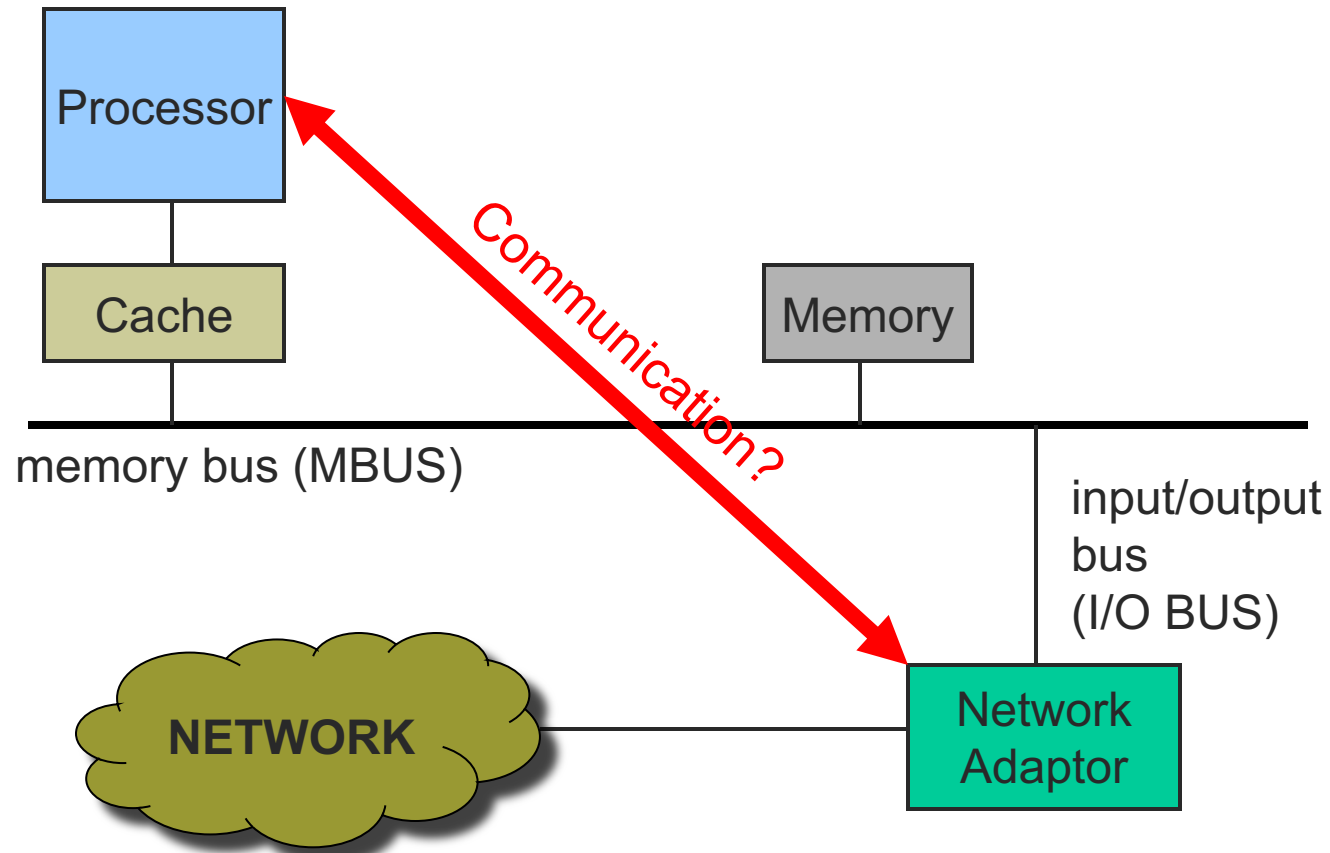 Processor
Cache
Communication?
Memory
memory bus (MBUS)
input/output
bus
(I/O BUS)
NETWORK
Network
Adaptor